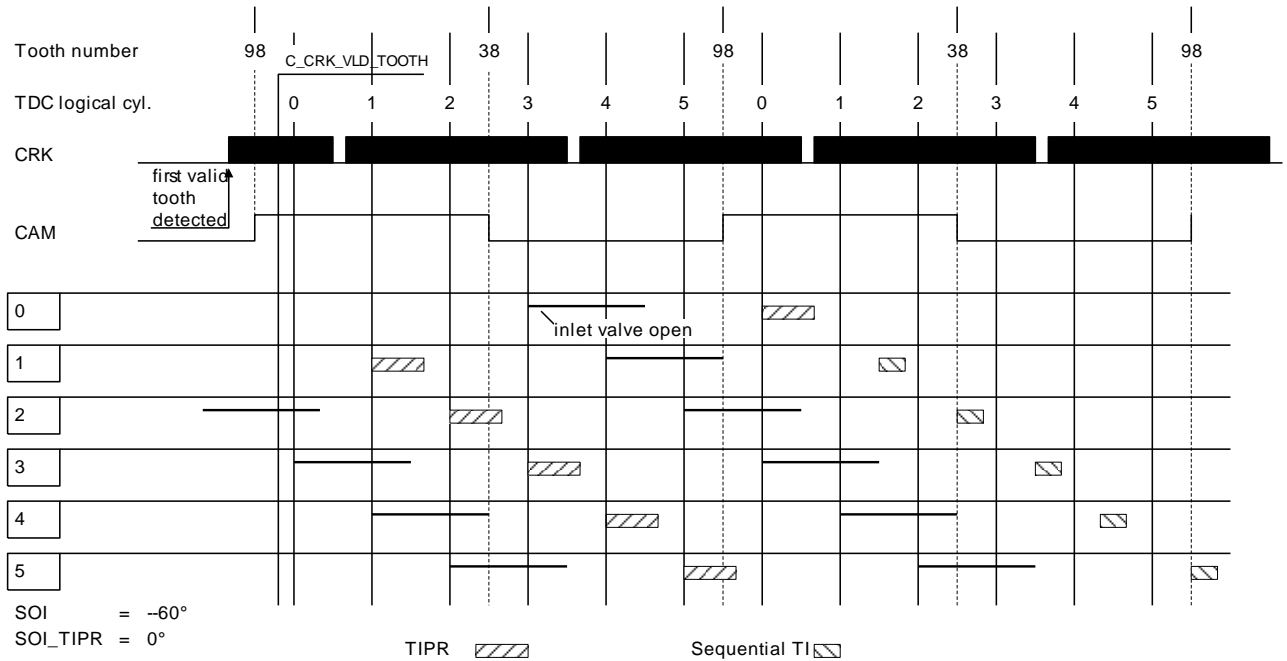 Tooth number 98 38 98 38 98
C_CRK_VLD_TOOTH
TDC logical cyl. 0 1 2 3 4 5 0 1 2 3 4 5
CRK
first valid
tooth
detected
CAM
0
inlet valve open
1
2
3
4
5
SOI = --60°
SOI_TIPR = 0°
TIPR Sequential TI